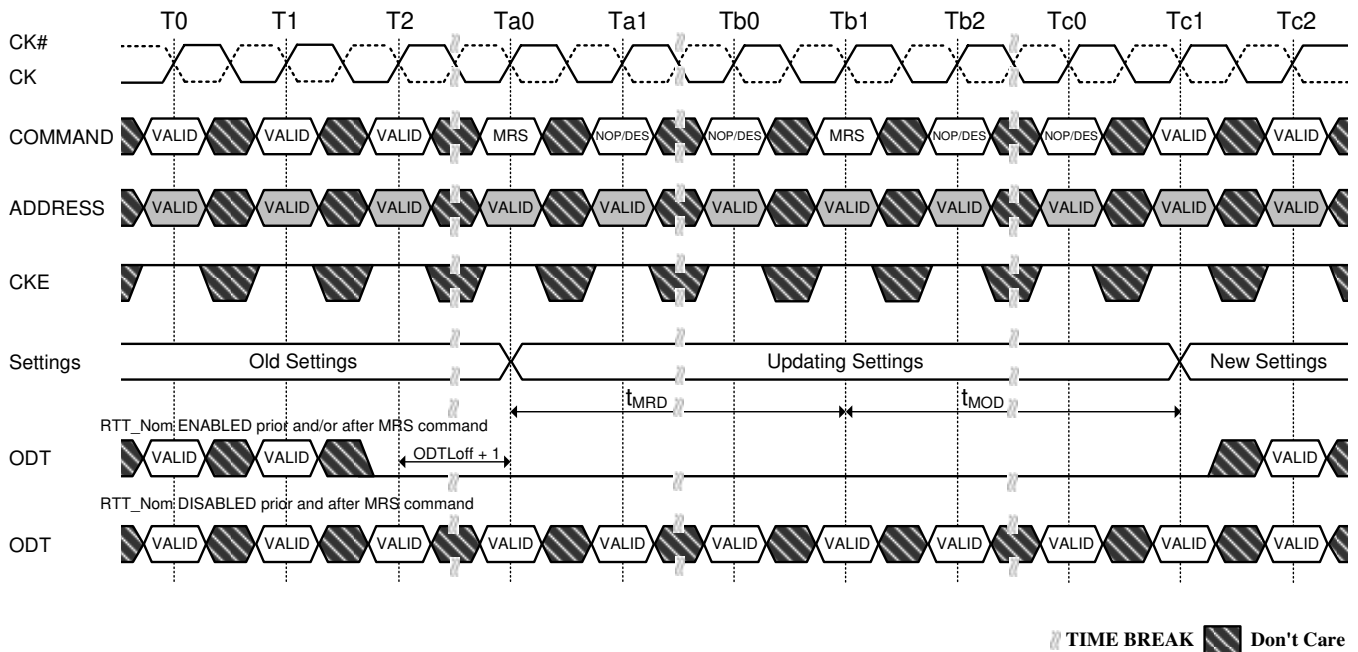 T0 T1 T2 Ta0 Ta1 Tb0 Tb1 Tb2 Tc0 Tc1 Tc2
CK#
CK
COMMAND VALID VALID VALID MRS NOP/DES NOP/DES MRS NOP/DES NOP/DES VALID VALID
ADDRESS VALID VALID VALID VALID VALID VALID VALID VALID VALID VALID VALID
CKE
Settings Old Settings Updating Settings New Settings
tMRD tMOD
RTT_Nom ENABLED prior and/or after MRS command
ODT VALID VALID ODTLoff + 1 VALID
RTT_Nom DISABLED prior and after MRS command
ODT VALID VALID VALID VALID VALID VALID VALID VALID VALID VALID VALID
TIME BREAK Don't Care